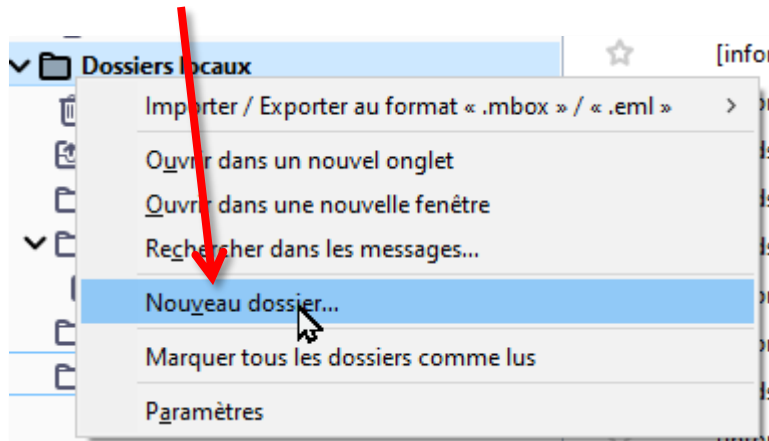 Dossiers locaux
Importer / Exporter au format « .mbox » / « .eml »
Ouvrir dans un nouvel onglet
Ouvrir dans une nouvelle fenêtre
Rechercher dans les messages...
Nouveau dossier...
Marquer tous les dossiers comme lus
Paramètres